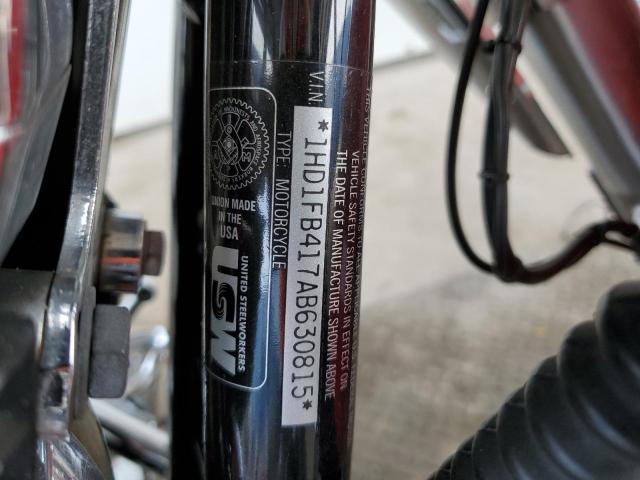 THE DATE OF MANUFACTURE SHOWN ABOVE
VEHICLE SAFETY STANDARDS IN EFFECT ON
V.I.N.
*1HD1FB417AB630815*
TYPE: MOTORCYCLE
UNION MADE
IN THE
USA
USW
UNITED STEELWORKERS